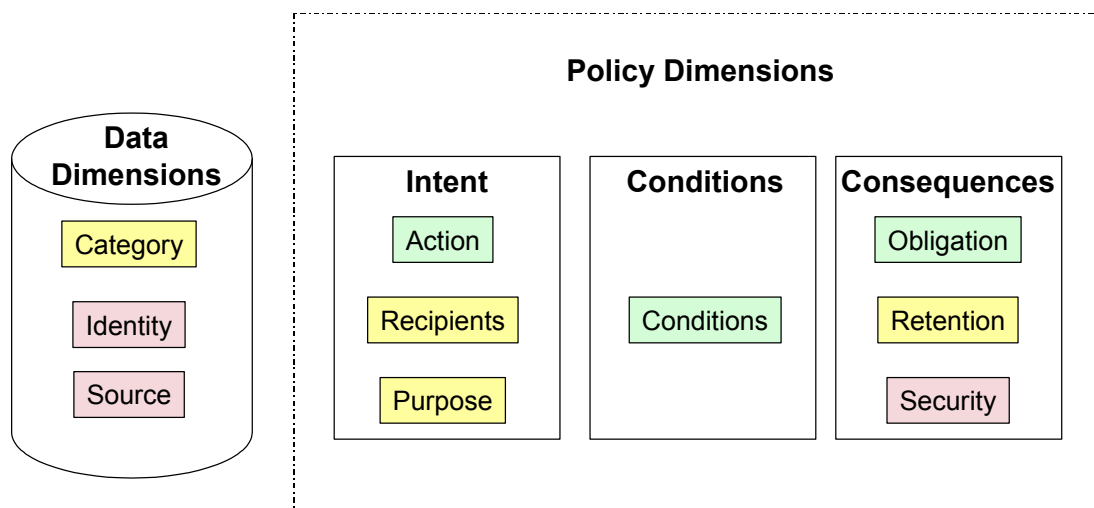 Policy Dimensions
Data
Dimensions
Category
Identity
Source
Intent
Action
Recipients
Purpose
Conditions
Conditions
Consequences
Obligation
Retention
Security